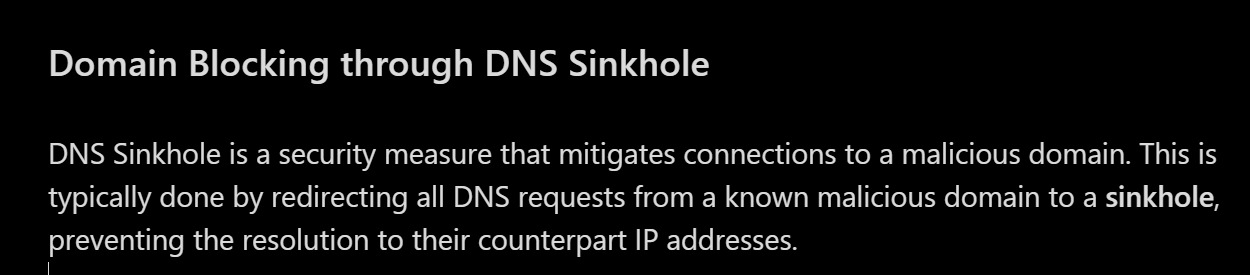 Domain Blocking through DNS Sinkhole
DNS Sinkhole is a security measure that mitigates connections to a malicious domain. This is
typically done by redirecting all DNS requests from a known malicious domain to a sinkhole,
preventing the resolution to their counterpart IP addresses.